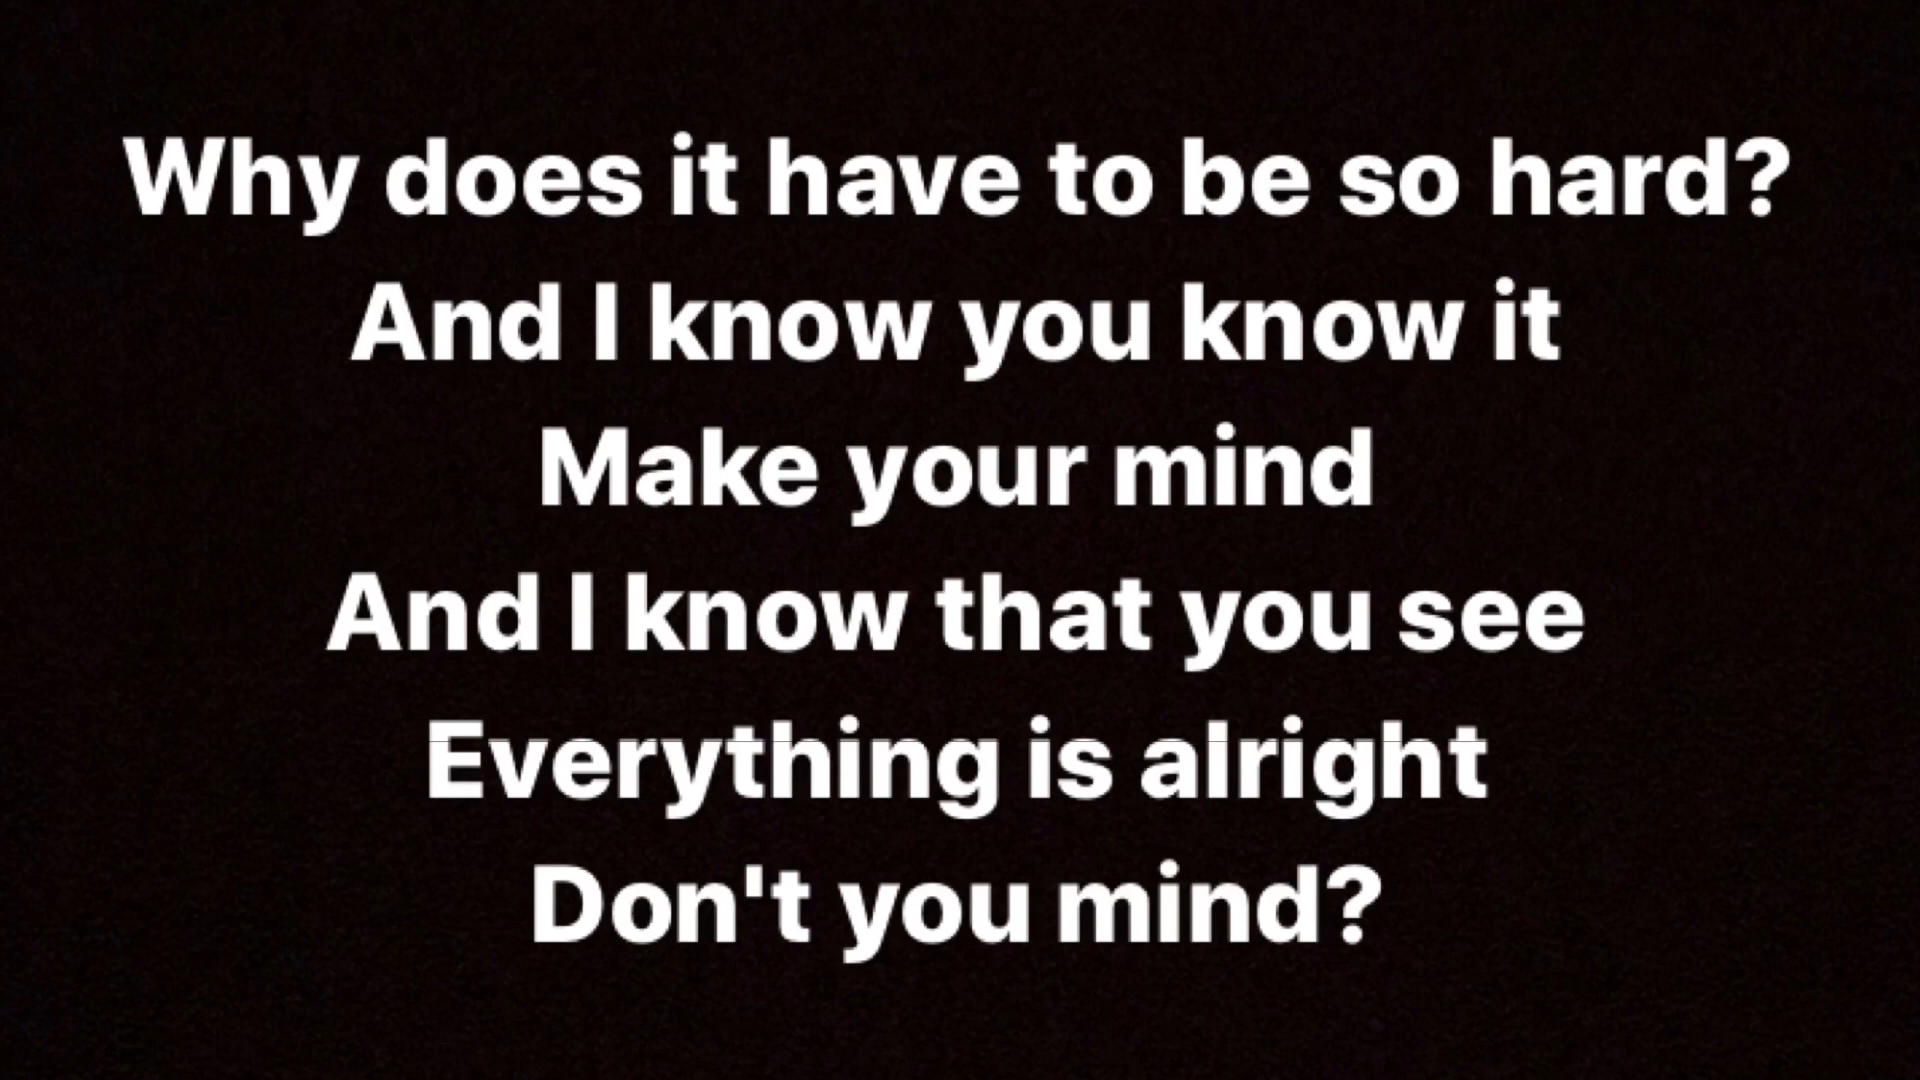 Why does it have to be so hard?
And I know you know it
Make your mind
And I know that you see
Everything is alright
Don't you mind?